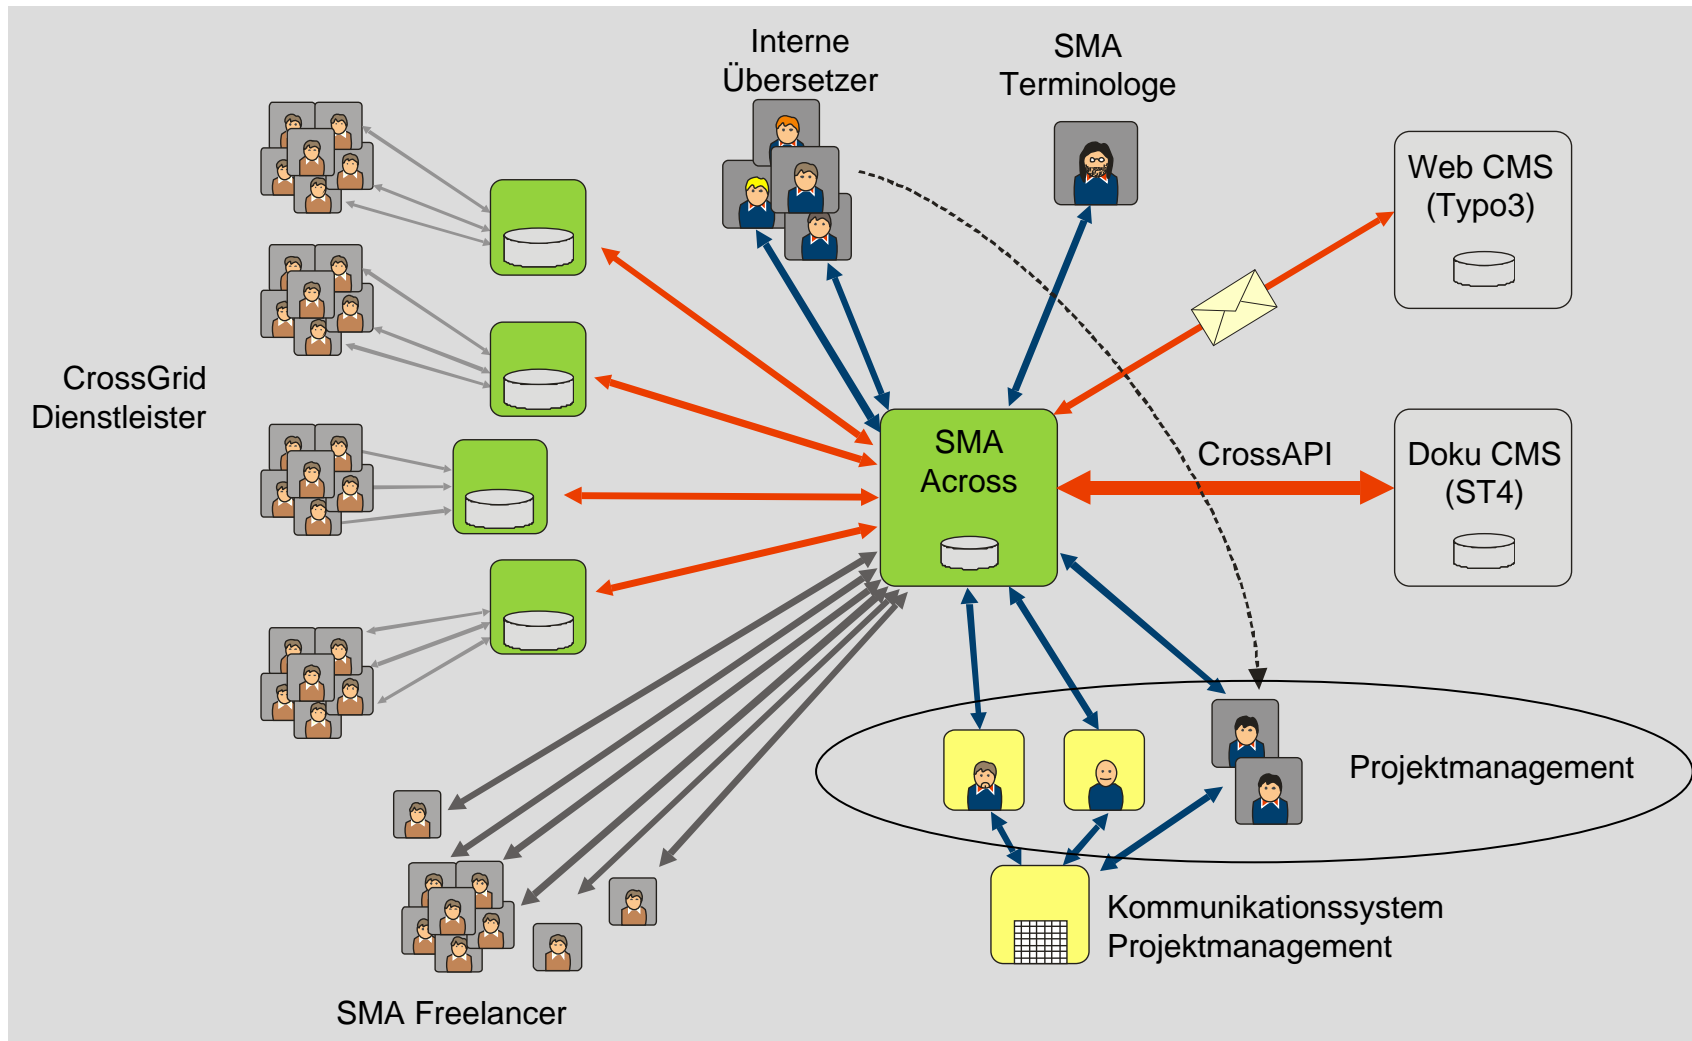 Interne
Übersetzer
SMA
Terminologe
Web CMS
(Typo3)
CrossGrid
Dienstleister
SMA
Across
CrossAPI
Doku CMS
(ST4)
Projektmanagement
Kommunikationssystem
Projektmanagement
SMA Freelancer